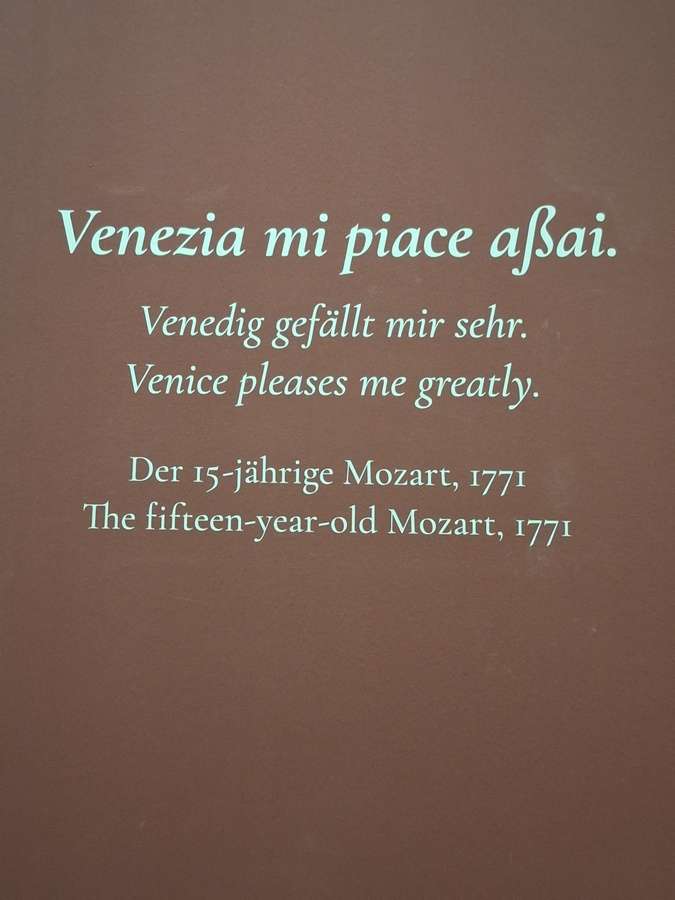 Venezia mi piace aßai.
Venedig gefällt mir sehr.
Venice pleases me greatly.
Der 15-jährige Mozart, 1771
The fifteen-year-old Mozart, 1771